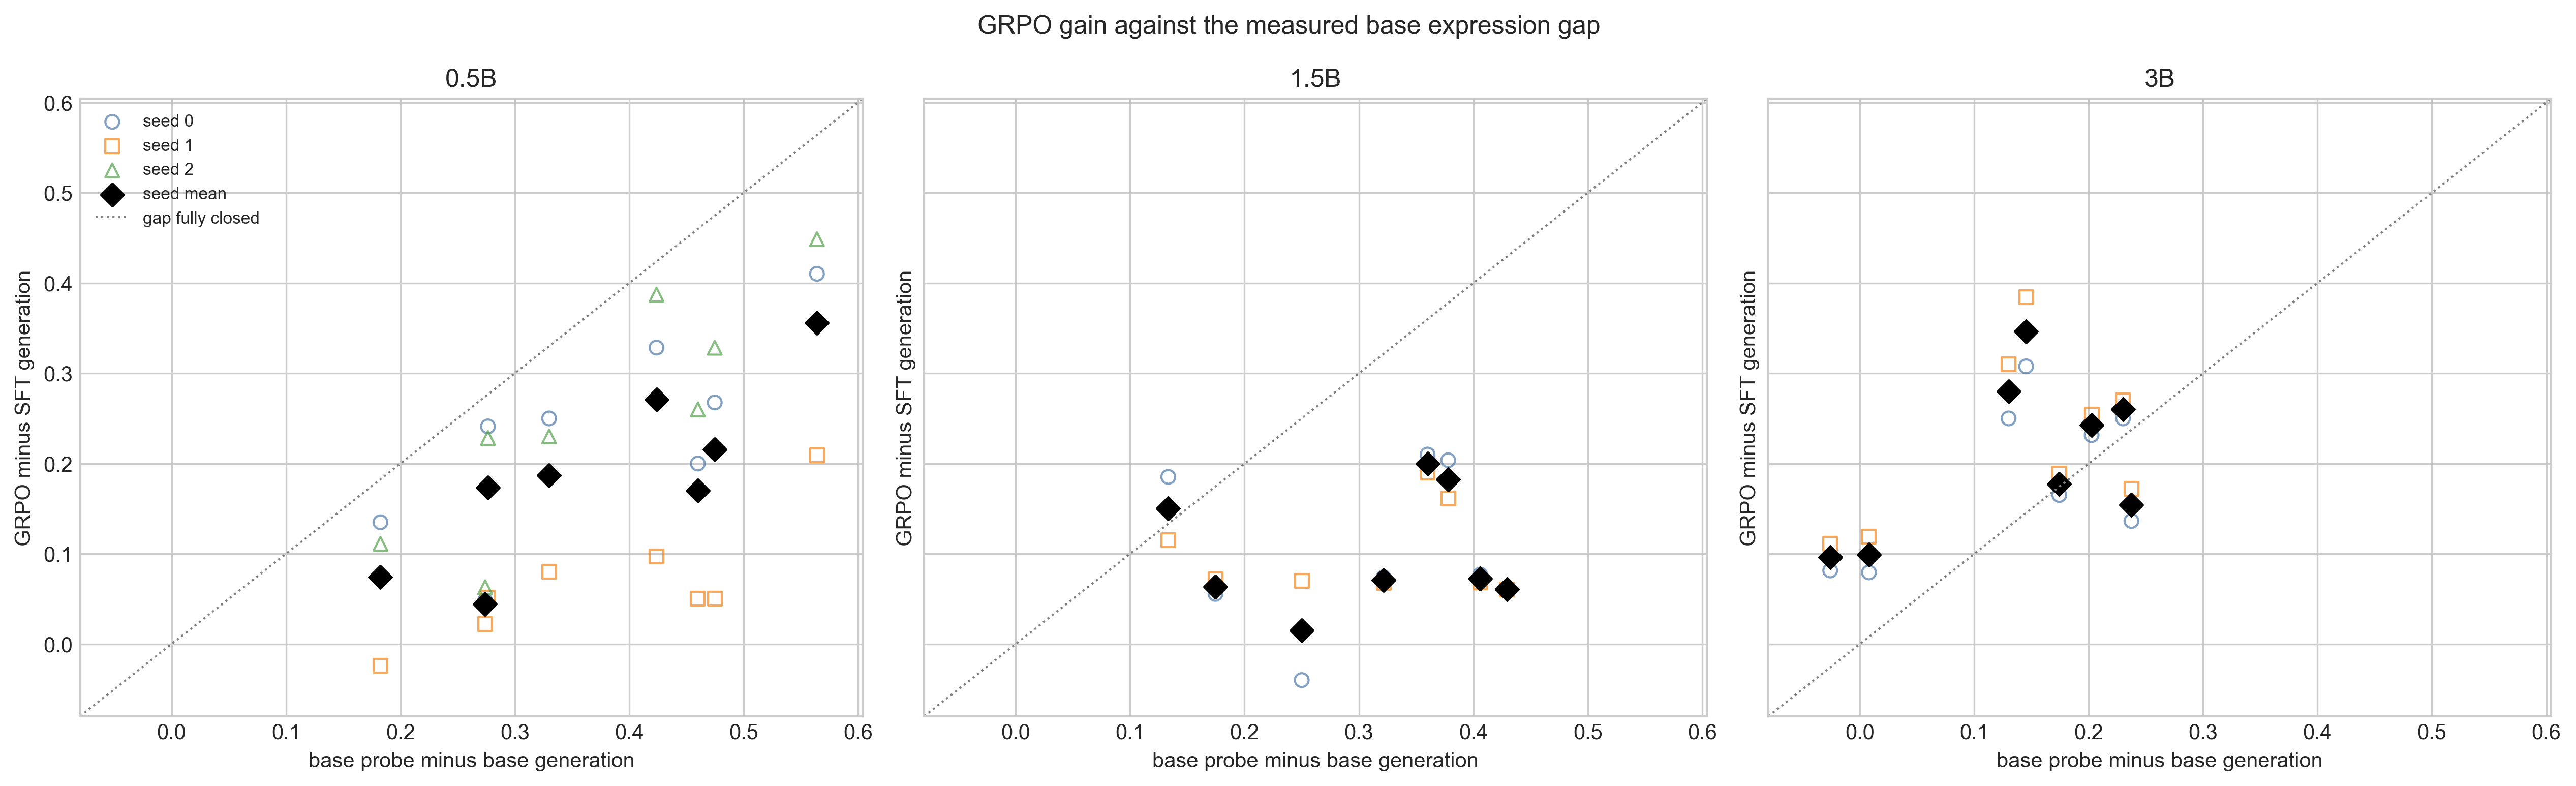 GRPO gain against the measured base expression gap
0.5B
0.6
0.5
0.4
0.3
0.2
0.1
0.0
GRPO minus SFT generation
seed 0
seed 1
seed 2
seed mean
gap fully closed
0.0 0.1 0.2 0.3 0.4 0.5 0.6
base probe minus base generation
1.5B
GRPO minus SFT generation
0.0 0.1 0.2 0.3 0.4 0.5 0.6
base probe minus base generation
3B
GRPO minus SFT generation
0.0 0.1 0.2 0.3 0.4 0.5 0.6
base probe minus base generation